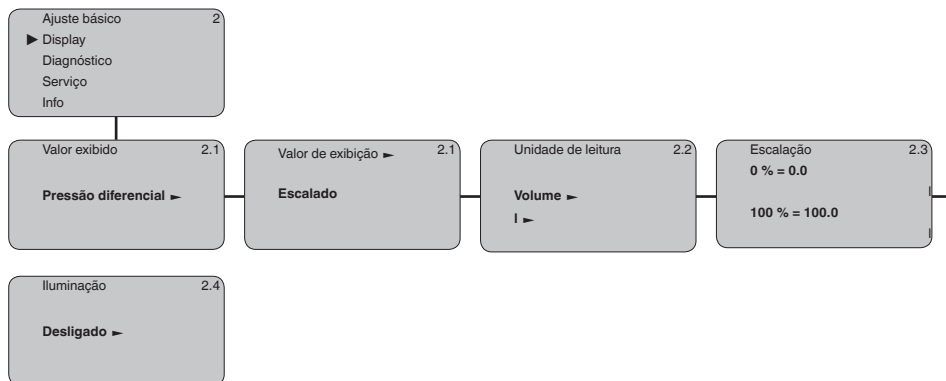 Ajuste básico 2
► Display
Diagnóstico
Serviço
Info
Valor exibido 2.1
Pressão diferencial ►
Valor de exibição ► 2.1
Escalado
Unidade de leitura 2.2
Volume ►
l ►
Escalação 2.3
0 % = 0.0
l
100 % = 100.0
l
Iluminação 2.4
Desligado ►